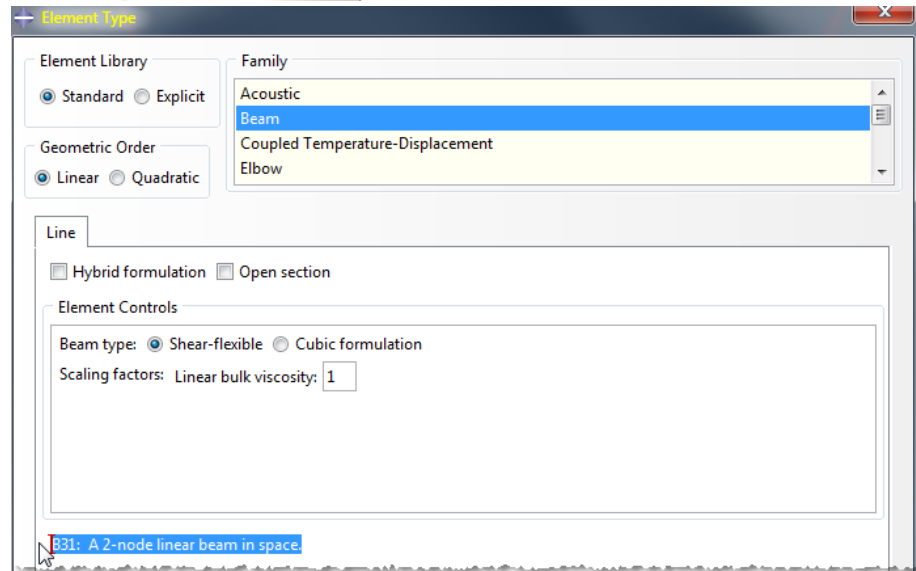 Element Type
Element Library
Family
Standard Explicit
Acoustic
Beam
Coupled Temperature-Displacement
Elbow
Geometric Order
Linear Quadratic
Line
Hybrid formulation Open section
Element Controls
Beam type: Shear-flexible Cubic formulation
Scaling factors: Linear bulk viscosity: 1
B31: A 2-node linear beam in space.